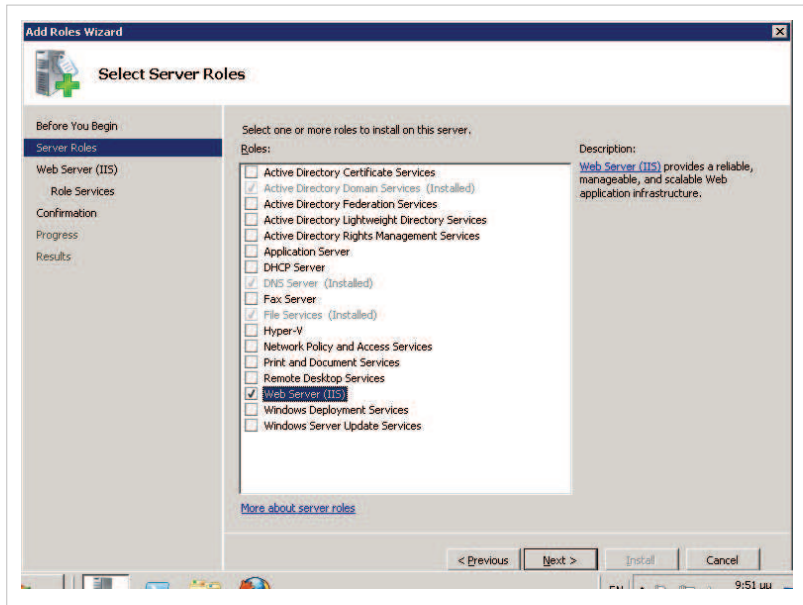 Add Roles Wizard
Select Server Roles
Before You Begin
Server Roles
Web Server (IIS)
Role Services
Confirmation
Progress
Results
Select one or more roles to install on this server.
Roles:
Active Directory Certificate Services
Active Directory Domain Services (Installed)
Active Directory Federation Services
Active Directory Lightweight Directory Services
Active Directory Rights Management Services
Application Server
DHCP Server
DNS Server (Installed)
Fax Server
File Services (Installed)
Hyper-V
Network Policy and Access Services
Print and Document Services
Remote Desktop Services
Web Server (IIS)
Windows Deployment Services
Windows Server Update Services
More about server roles
Description:
Web Server (IIS) provides a reliable,
manageable, and scalable Web
application infrastructure.
< Previous
Next >
Install
Cancel
EN
9:51 μμ